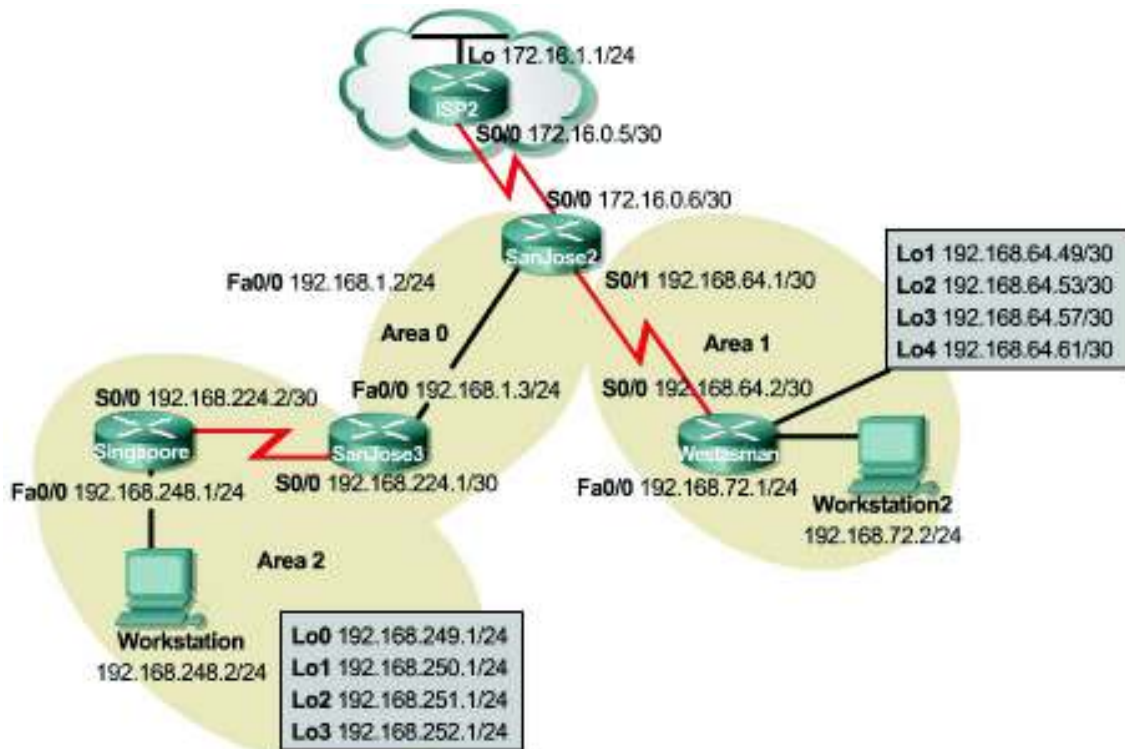 Lo 172.16.1.1/24
ISP2
S0/0 172.16.0.5/30
S0/0 172.16.0.6/30
SanJose2
Fa0/0 192.168.1.2/24
S0/1 192.168.64.1/30
Lo1 192.168.64.49/30
Lo2 192.168.64.53/30
Lo3 192.168.64.57/30
Lo4 192.168.64.61/30
Area 0
Area 1
S0/0 192.168.224.2/30
Fa0/0 192.168.1.3/24
S0/0 192.168.64.2/30
Singapore
SanJose3
Westasman
Fa0/0 192.168.248.1/24
S0/0 192.168.224.1/30
Fa0/0 192.168.72.1/24
Workstation2
192.168.72.2/24
Area 2
Workstation
192.168.248.2/24
Lo0 192.168.249.1/24
Lo1 192.168.250.1/24
Lo2 192.168.251.1/24
Lo3 192.168.252.1/24